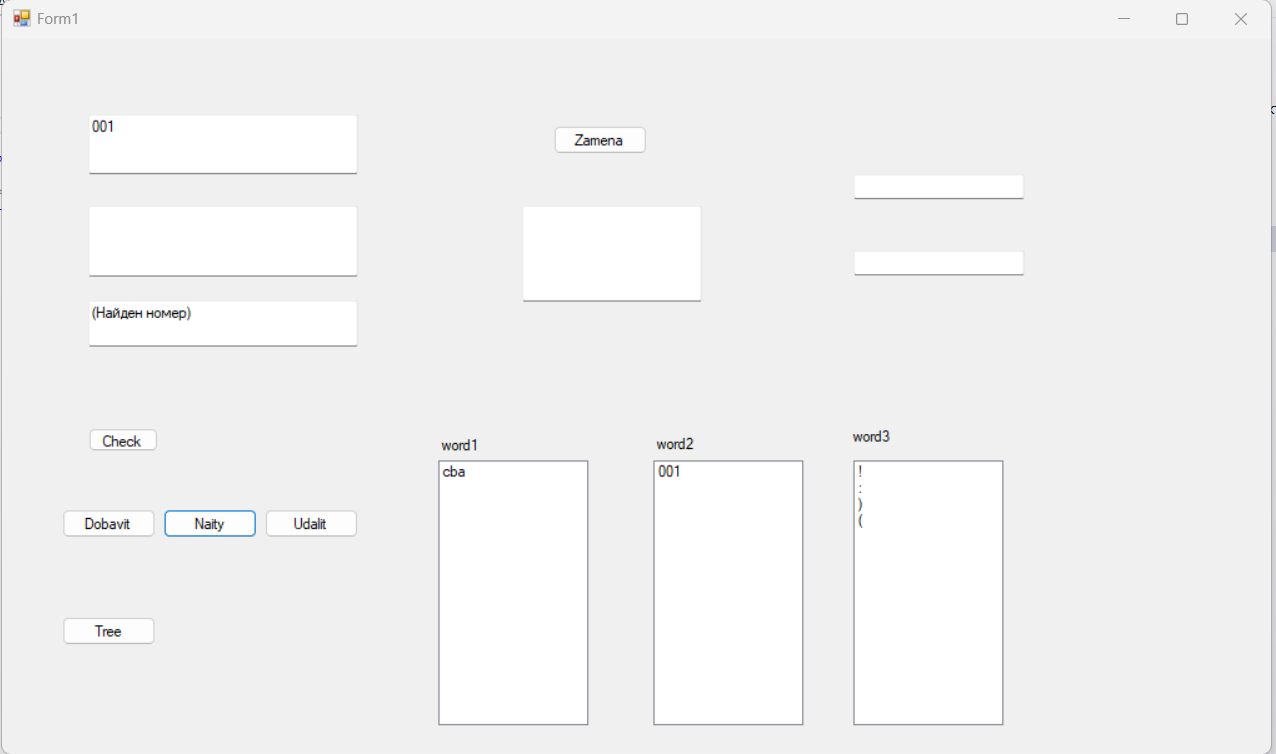 Form1
001
Zamena
(Найден номер)
Check
word1
word2
word3
cba
001
!
:
)
(
Dobavit
Naity
Udalit
Tree